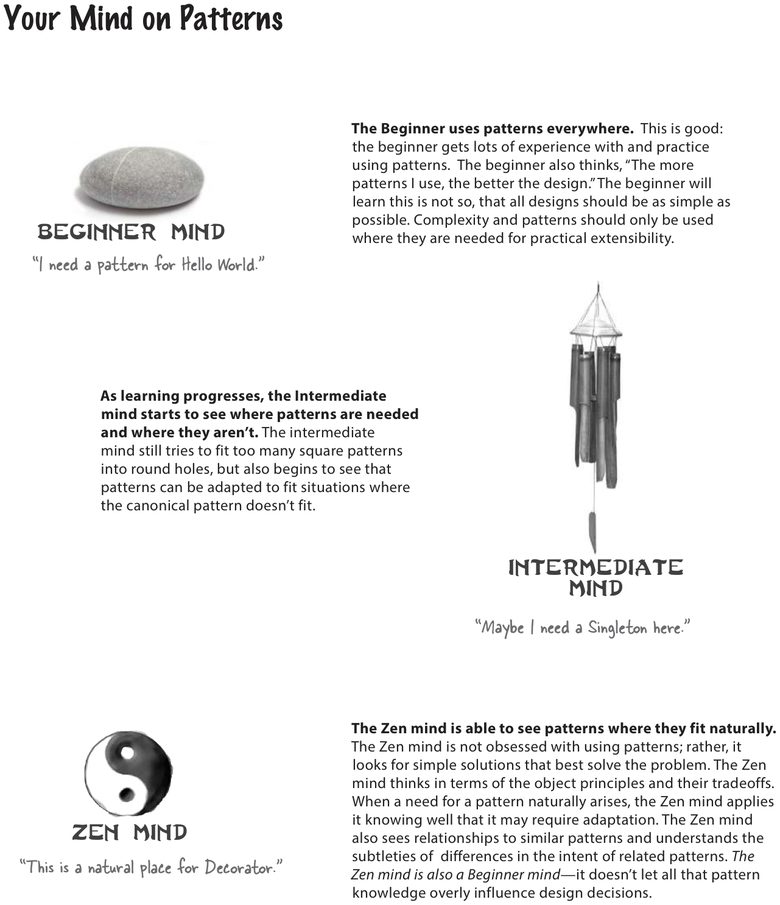 Your Mind on Patterns
The Beginner uses patterns everywhere. This is good:
the beginner gets lots of experience with and practice
using patterns. The beginner also thinks, “The more
patterns I use, the better the design.” The beginner will
learn this is not so, that all designs should be as simple as
possible. Complexity and patterns should only be used
where they are needed for practical extensibility.
BEGINNER MIND
“I need a pattern for Hello World.”
As learning progresses, the Intermediate
mind starts to see where patterns are needed
and where they aren’t. The intermediate
mind still tries to fit too many square patterns
into round holes, but also begins to see that
patterns can be adapted to fit situations where
the canonical pattern doesn’t fit.
INTERMEDIATE
MIND
“Maybe I need a Singleton here.”
The Zen mind is able to see patterns where they fit naturally.
The Zen mind is not obsessed with using patterns; rather, it
looks for simple solutions that best solve the problem. The Zen
mind thinks in terms of the object principles and their tradeoffs.
When a need for a pattern naturally arises, the Zen mind applies
it knowing well that it may require adaptation. The Zen mind
also sees relationships to similar patterns and understands the
subtleties of differences in the intent of related patterns. The
Zen mind is also a Beginner mind—it doesn’t let all that pattern
knowledge overly influence design decisions.
ZEN MIND
“This is a natural place for Decorator.”